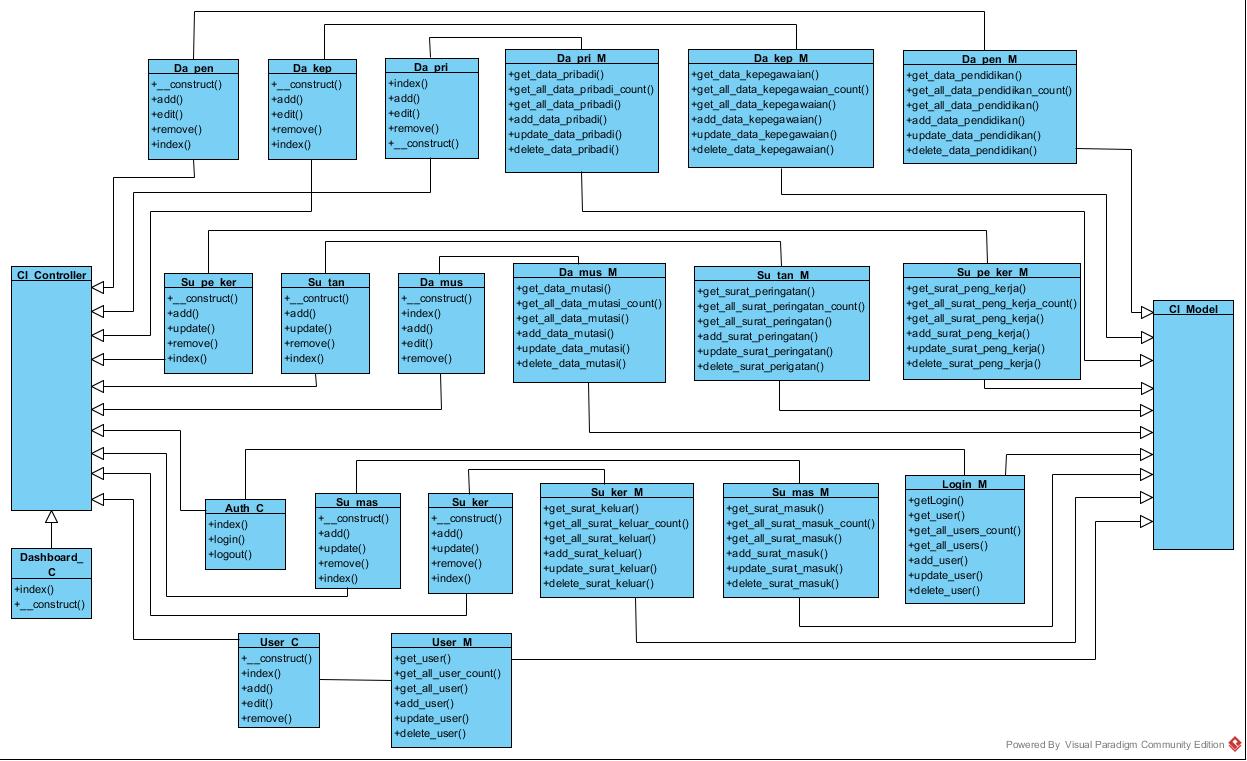 Da_pen
+__construct()
+add()
+edit()
+remove()
+index()
Da_kep
+__construct()
+add()
+edit()
+remove()
+index()
Da_pri
+index()
+add()
+edit()
+remove()
+__construct()
Da_pri_M
+get_data_pribadi()
+get_all_data_pribadi_count()
+get_all_data_pribadi()
+add_data_pribadi()
+update_data_pribadi()
+delete_data_pribadi()
Da_kep_M
+get_data_kepegawaian()
+get_all_data_kepegawaian_count()
+get_all_data_kepegawaian()
+add_data_kepegawaian()
+update_data_kepegawaian()
+delete_data_kepegawaian()
Da_pen_M
+get_data_pendidikan()
+get_all_data_pendidikan_count()
+get_all_data_pendidikan()
+add_data_pendidikan()
+update_data_pendidikan()
+delete_data_pendidikan()
CI_Controller
Su_pe_ker
+__construct()
+add()
+update()
+remove()
+index()
Su_tan
+__contruct()
+add()
+update()
+remove()
+index()
Da_mus
+__construct()
+index()
+add()
+edit()
+remove()
Da_mus_M
+get_data_mutasi()
+get_all_data_mutasi_count()
+get_all_data_mutasi()
+add_data_mutasi()
+update_data_mutasi()
+delete_data_mutasi()
Su_tan_M
+get_surat_peringatan()
+get_all_surat_peringatan_count()
+get_all_surat_peringatan()
+add_surat_peringatan()
+update_surat_peringatan()
+delete_surat_perigatan()
Su_pe_ker_M
+get_surat_peng_kerja()
+get_all_surat_peng_kerja_count()
+get_all_surat_peng_kerja()
+add_surat_peng_kerja()
+update_surat_peng_kerja()
+delete_surat_peng_kerja()
CI_Model
Dashboard_
C
+index()
+__construct()
Auth_C
+index()
+login()
+logout()
Su_mas
+__construct()
+add()
+update()
+remove()
+index()
Su_ker
+__construct()
+add()
+update()
+remove()
+index()
Su_ker_M
+get_surat_keluar()
+get_all_surat_keluar_count()
+get_all_surat_keluar()
+add_surat_keluar()
+update_surat_keluar()
+delete_surat_keluar()
Su_mas_M
+get_surat_masuk()
+get_all_surat_masuk_count()
+get_all_surat_masuk()
+add_surat_masuk()
+update_surat_masuk()
+delete_surat_masuk()
Login_M
+getLogin()
+get_user()
+get_all_users_count()
+get_all_users()
+add_user()
+update_user()
+delete_user()
User_C
+__construct()
+index()
+add()
+edit()
+remove()
User_M
+get_user()
+get_all_user_count()
+get_all_user()
+add_user()
+update_user()
+delete_user()
Powered By Visual Paradigm Community Edition